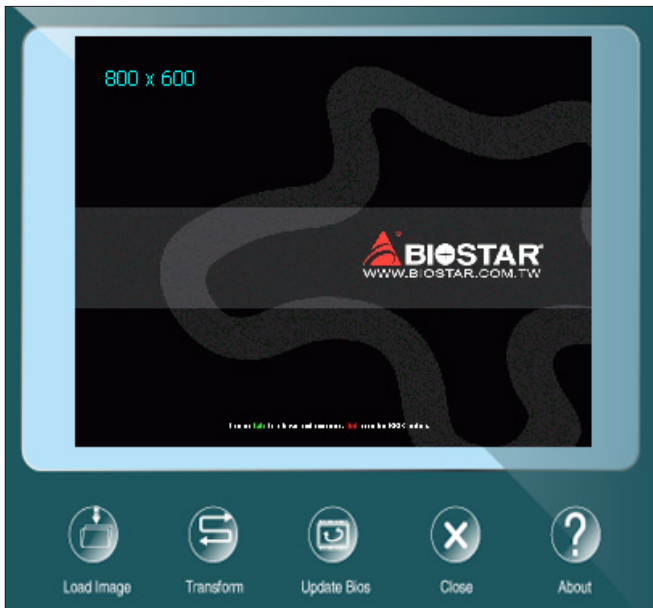 800 x 600
BIOSTAR
WWW.BIOSTAR.COM.TW
Load Image
Transform
Update Bios
Close
About